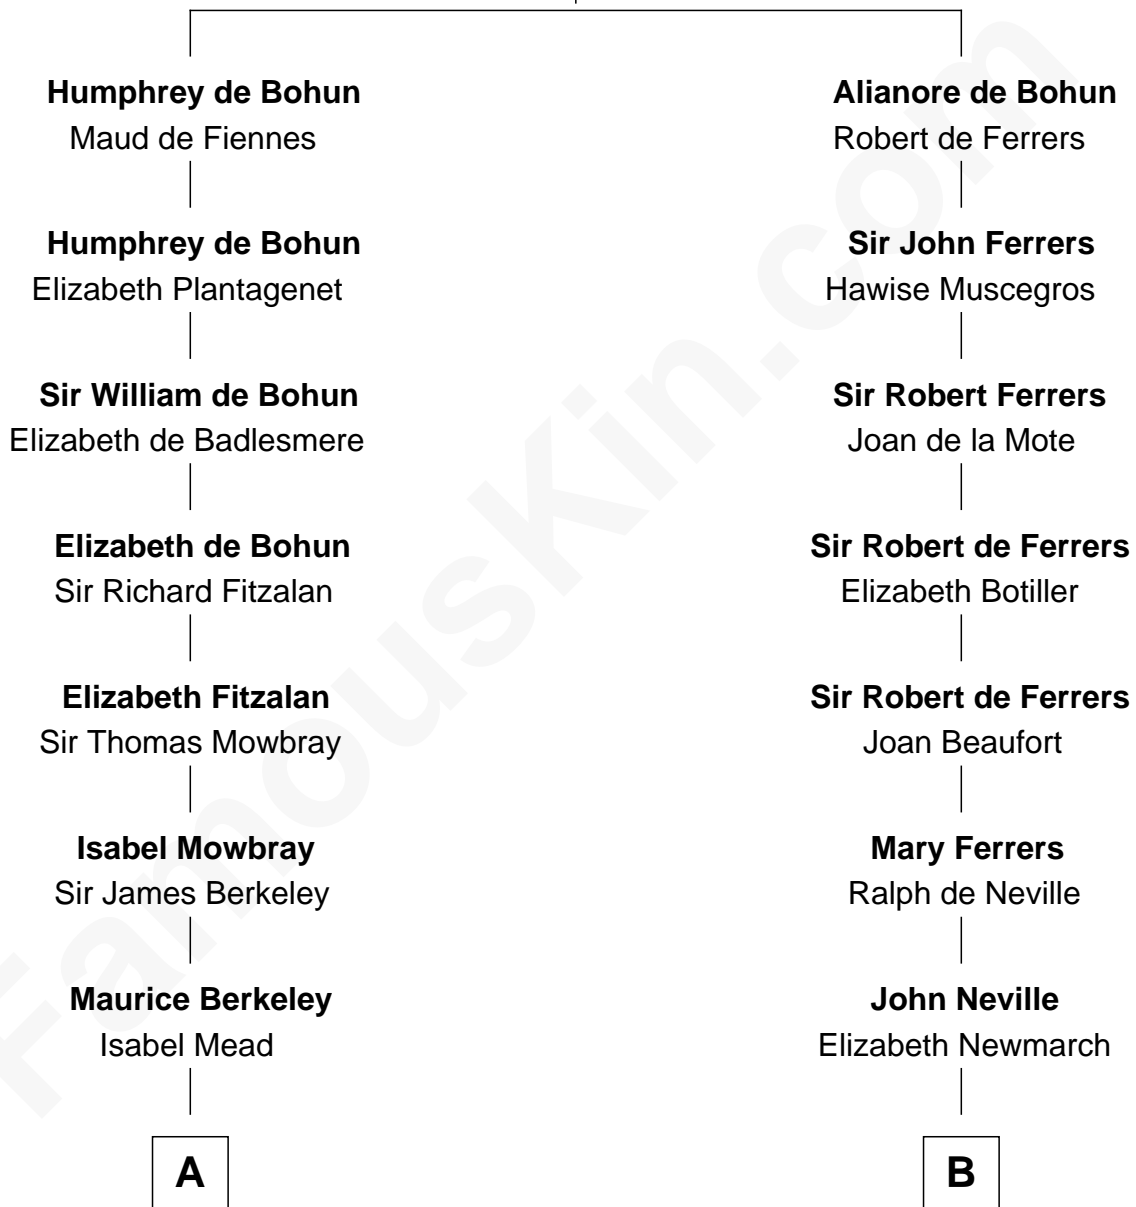 Humphrey de Bohun
Maud de Fiennes
Humphrey de Bohun
Elizabeth Plantagenet
Sir William de Bohun
Elizabeth de Badlesmere
Elizabeth de Bohun
Sir Richard Fitzalan
Elizabeth Fitzalan
Sir Thomas Mowbray
Isabel Mowbray
Sir James Berkeley
Maurice Berkeley
Isabel Mead
A
Alianore de Bohun
Robert de Ferrers
Sir John Ferrers
Hawise Muscegros
Sir Robert Ferrers
Joan de la Mote
Sir Robert de Ferrers
Elizabeth Botiller
Sir Robert de Ferrers
Joan Beaufort
Mary Ferrers
Ralph de Neville
John Neville
Elizabeth Newmarch
B
FamousKin.com